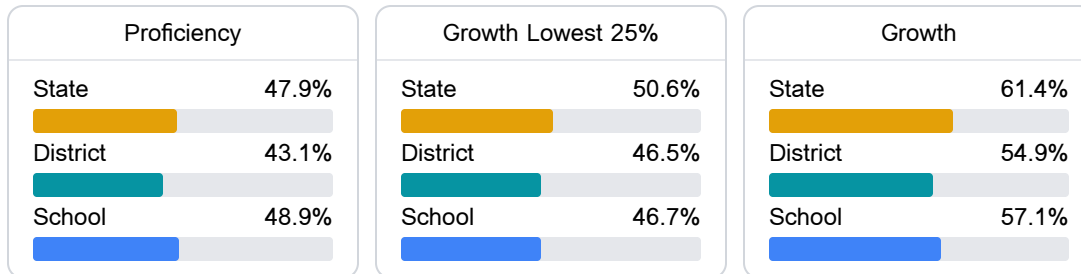 Proficiency
State 47.9%
District 43.1%
School 48.9%
Growth Lowest 25%
State 50.6%
District 46.5%
School 46.7%
Growth
State 61.4%
District 54.9%
School 57.1%